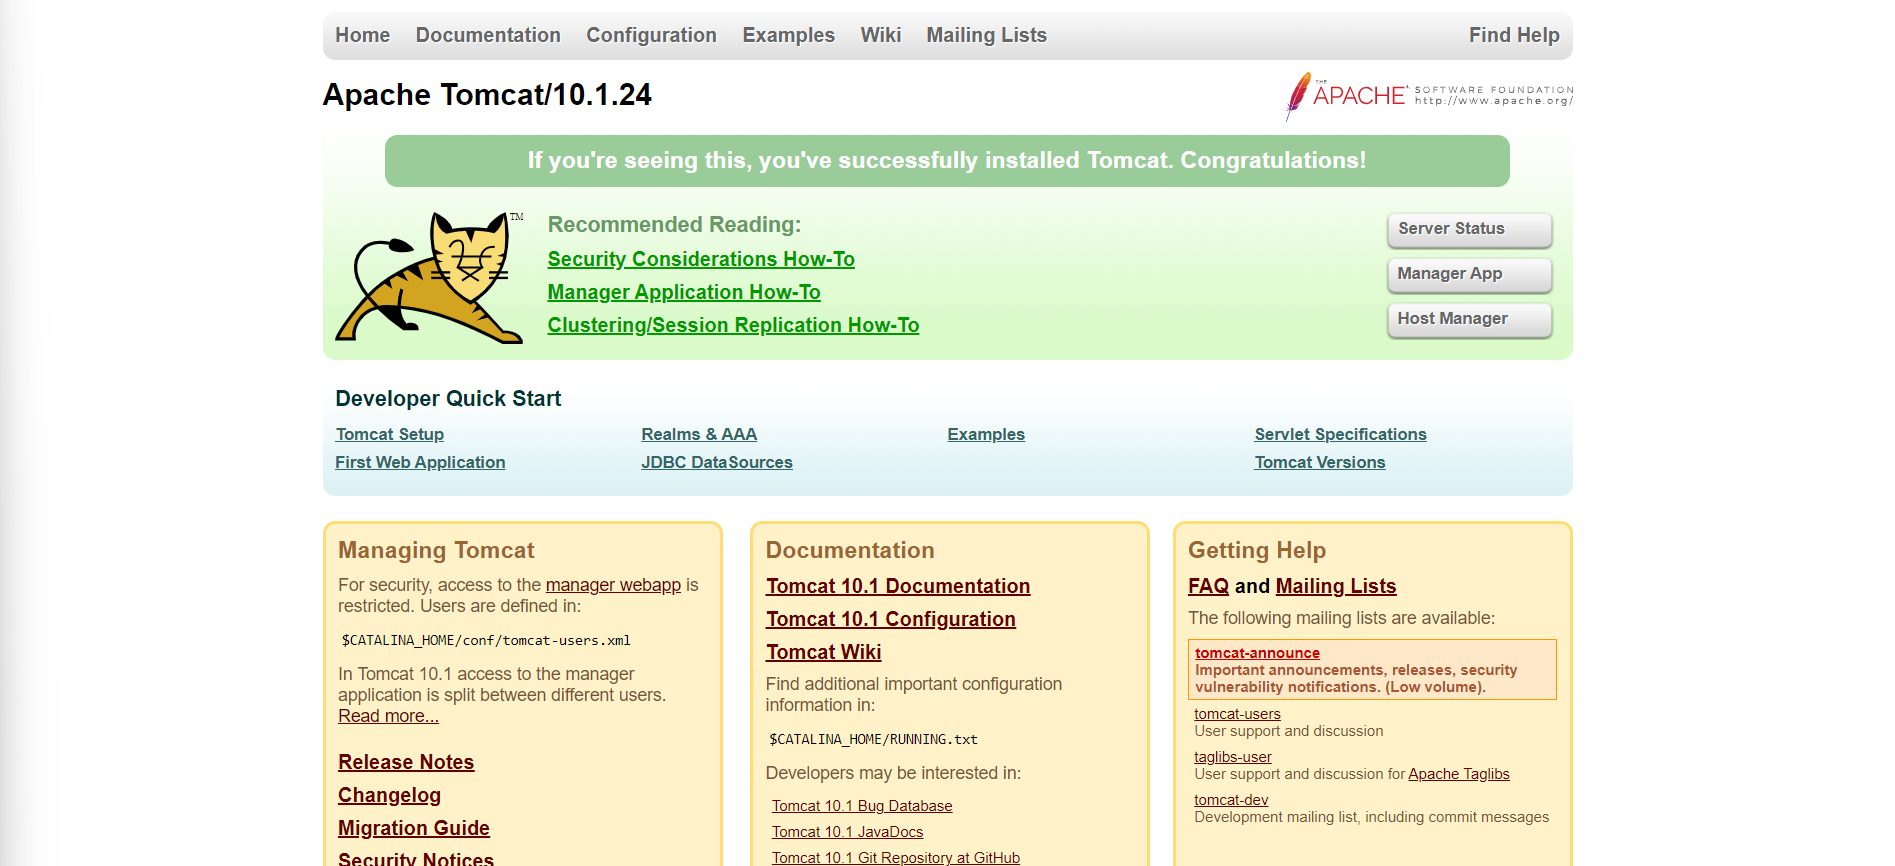 Home Documentation Configuration Examples Wiki Mailing Lists Find Help
Apache Tomcat/10.1.24
THE
APACHE SOFTWARE FOUNDATION
http://www.apache.org/
If you're seeing this, you've successfully installed Tomcat. Congratulations!
TM
Recommended Reading:
Security Considerations How-To
Manager Application How-To
Clustering/Session Replication How-To
Server Status
Manager App
Host Manager
Developer Quick Start
Tomcat Setup
First Web Application
Realms & AAA
JDBC DataSources
Examples
Servlet Specifications
Tomcat Versions
Managing Tomcat
For security, access to the manager webapp is
restricted. Users are defined in:
$CATALINA_HOME/conf/tomcat-users.xml
In Tomcat 10.1 access to the manager
application is split between different users.
Read more...
Release Notes
Changelog
Migration Guide
Security Notices
Documentation
Tomcat 10.1 Documentation
Tomcat 10.1 Configuration
Tomcat Wiki
Find additional important configuration
information in:
$CATALINA_HOME/RUNNING.txt
Developers may be interested in:
Tomcat 10.1 Bug Database
Tomcat 10.1 JavaDocs
Tomcat 10.1 Git Repository at GitHub
Getting Help
FAQ and Mailing Lists
The following mailing lists are available:
tomcat-announce
Important announcements, releases, security
vulnerability notifications. (Low volume).
tomcat-users
User support and discussion
taglibs-user
User support and discussion for Apache Taglibs
tomcat-dev
Development mailing list, including commit messages